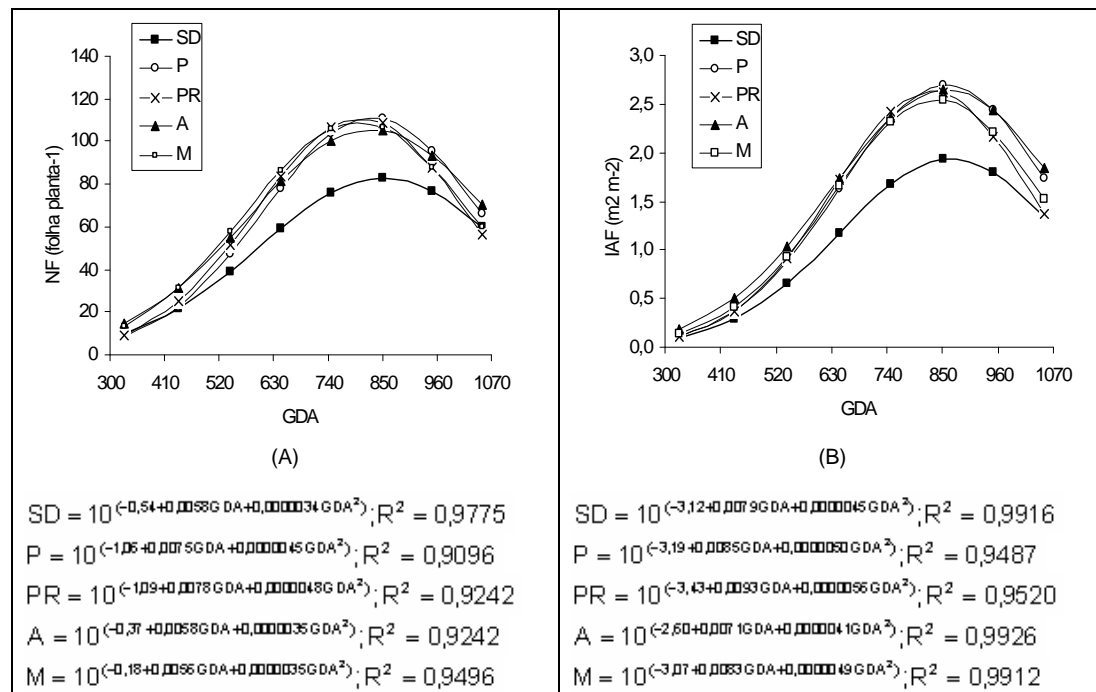 SD
P
PR
A
M
140
120
100
80
60
40
20
0
NF (folha planta-1)
300 410 520 630 740 850 960 1070
GDA
(A)
SD = 10^(-0,54+0,0058GDA+0,0000034GDA²); R² = 0,9775
P = 10^(-1,06+0,0075GDA+0,0000045GDA²); R² = 0,9096
PR = 10^(-1,09+0,0078GDA+0,0000048GDA²); R² = 0,9242
A = 10^(-0,37+0,0058GDA+0,0000035GDA²); R² = 0,9242
M = 10^(-0,18+0,0056GDA+0,0000035GDA²); R² = 0,9496
SD
P
PR
A
M
3,0
2,5
2,0
1,5
1,0
0,5
0,0
IAF (m2 m-2)
300 410 520 630 740 850 960 1070
GDA
(B)
SD = 10^(-3,12+0,0079GDA+0,0000045GDA²); R² = 0,9916
P = 10^(-3,19+0,0085GDA+0,0000050GDA²); R² = 0,9487
PR = 10^(-3,43+0,0093GDA+0,0000056GDA²); R² = 0,9520
A = 10^(-2,60+0,0071GDA+0,0000041GDA²); R² = 0,9926
M = 10^(-3,07+0,0083GDA+0,0000049GDA²); R² = 0,9912